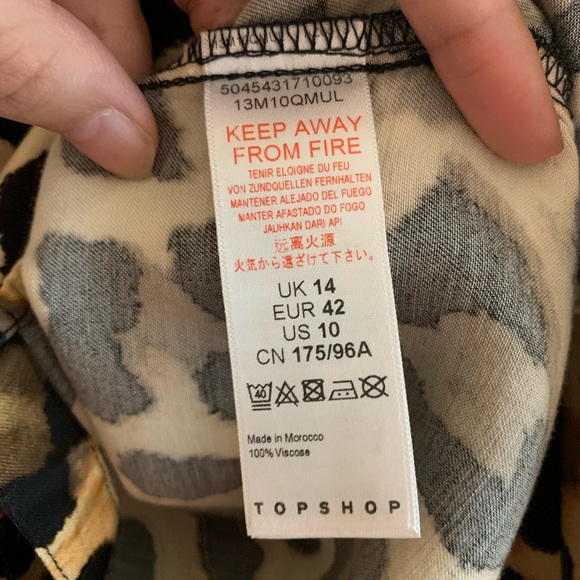 5045431710093
13M10QMUL
KEEP AWAY
FROM FIRE
TENIR ELOIGNE DU FEU
VON ZUNDQUELLEN FERNHALTEN
MANTENER ALEJADO DEL FUEGO
MANTER AFASTADO DO FOGO
JAUHKAN DARI API
远离火源
火気から遠ざけて下さい。
UK 14
EUR 42
US 10
CN 175/96A
40
Made in Morocco
100% Viscose
TOPSHOP